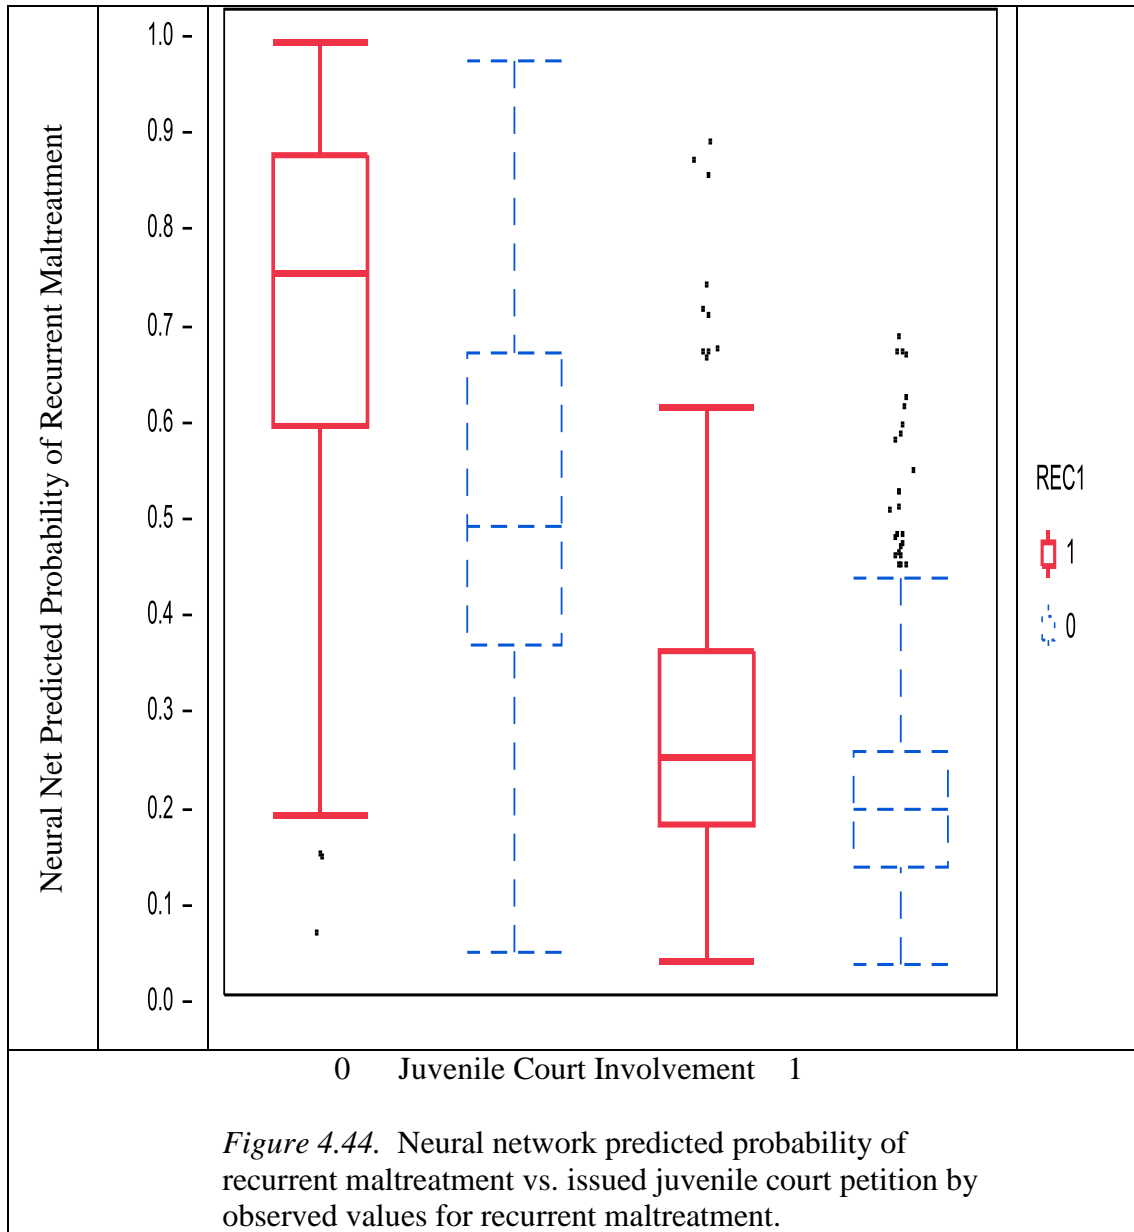 Neural Net Predicted Probability of Recurrent Maltreatment
1.0
0.9
0.8
0.7
0.6
0.5
0.4
0.3
0.2
0.1
0.0
REC1
1
0
0 Juvenile Court Involvement 1
Figure 4.44. Neural network predicted probability of
recurrent maltreatment vs. issued juvenile court petition by
observed values for recurrent maltreatment.